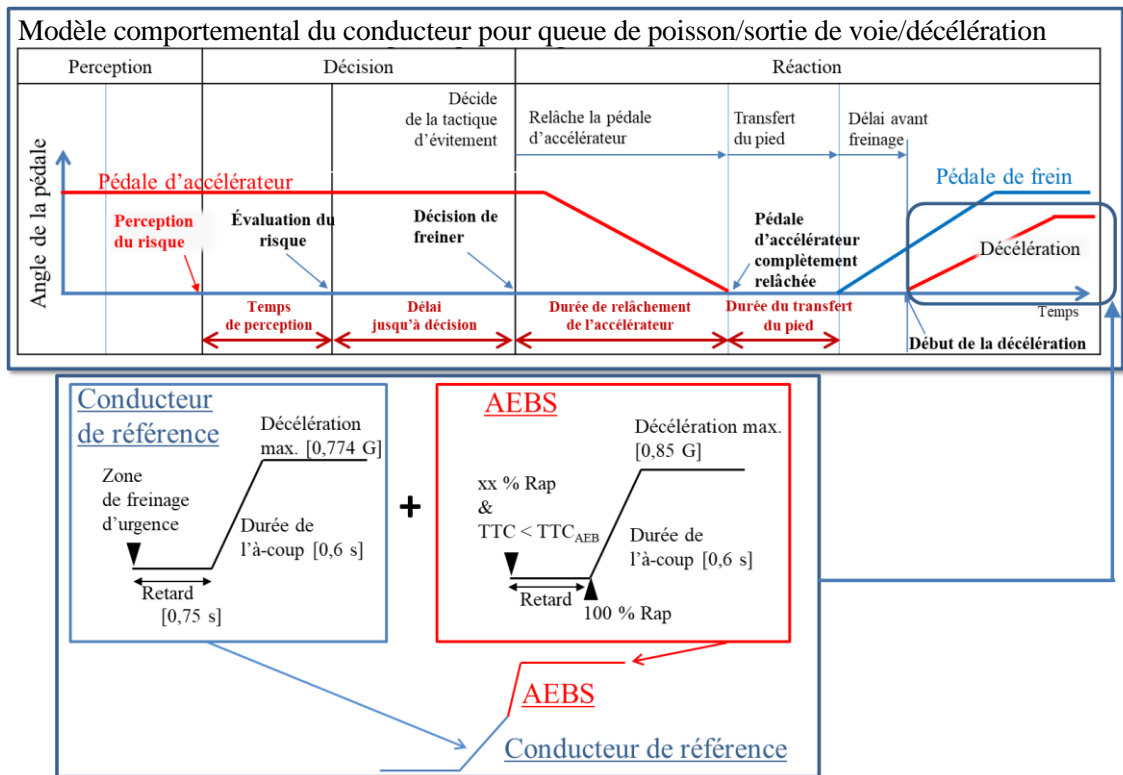 Modèle comportemental du conducteur pour queue de poisson/sortie de voie/décélération
Perception
Décision
Réaction
Décide
de la tactique
d’évitement
Relâche la pédale
d’accélérateur
Transfert
du pied
Délai avant
freinage
Angle de la pédale
Pédale d’accélérateur
Pédale de frein
Perception
du risque
Évaluation du
risque
Décision de
freiner
Pédale
d’accélérateur
complètement
relâchée
Décélération
Temps
Temps
de perception
Délai
jusqu’à décision
Durée de relâchement
de l’accélérateur
Durée du transfert
du pied
Début de la décélération
Conducteur
de référence
Décélération
max. [0,774 G]
Zone
de freinage
d’urgence
Durée de
l’à-coup [0,6 s]
Retard
[0,75 s]
+
AEBS
Décélération max.
[0,85 G]
xx % Rap
&
TTC < TTCAEB
Durée de
l’à-coup [0,6 s]
Retard
100 % Rap
AEBS
Conducteur de référence